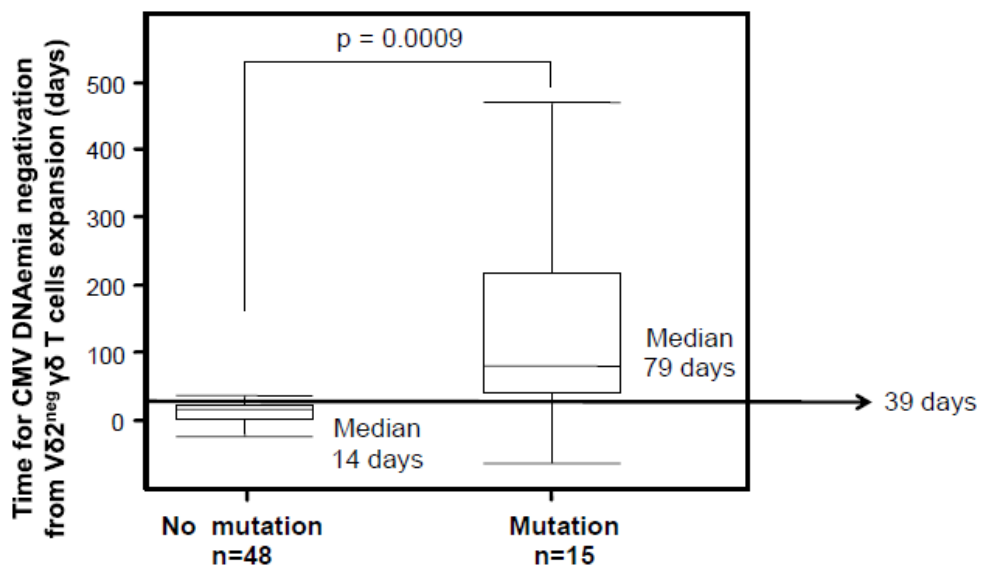 Time for CMV DNAemia negativation
from Vδ2neg γδ T cells expansion (days)
p = 0.0009
500
400
300
200
100
0
Median
79 days
39 days
Median
14 days
No mutation
n=48
Mutation
n=15